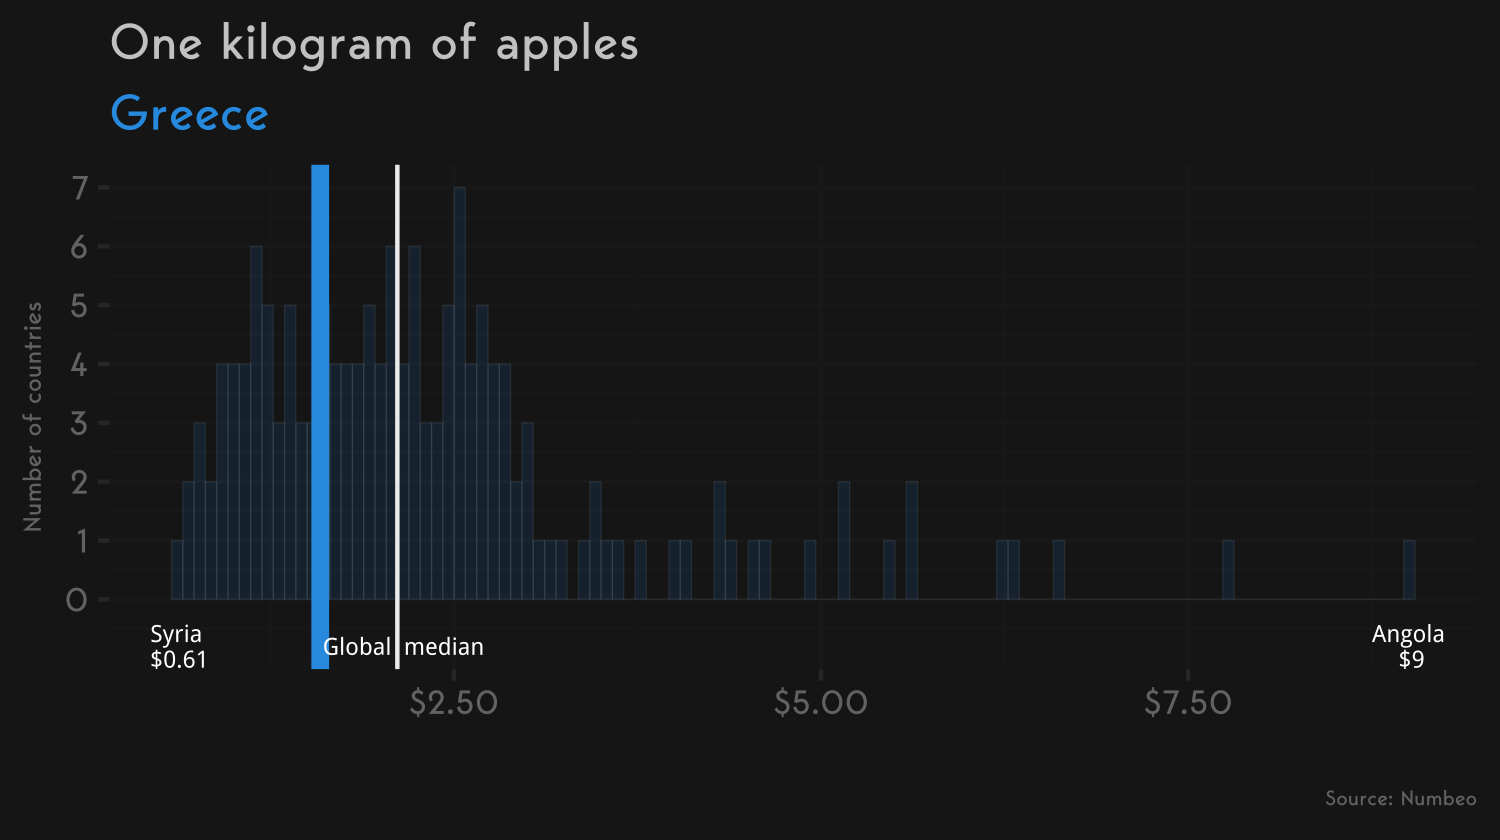 One kilogram of apples
Greece
Number of countries
7
6
5
4
3
2
1
0
Syria
$0.61
Global median
Angola
$9
$2.50 $5.00 $7.50
Source: Numbeo